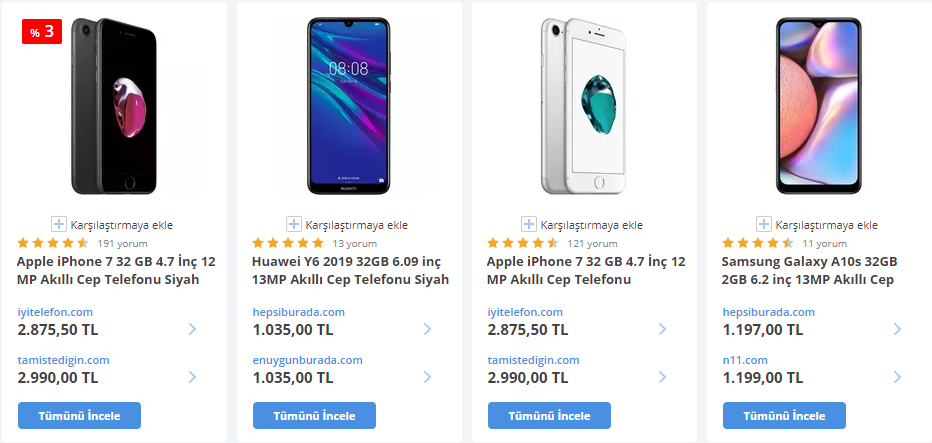 % 3
Karşılaştırmaya ekle
191 yorum
Apple iPhone 7 32 GB 4.7 İnç 12
MP Akıllı Cep Telefonu Siyah
iyitelefon.com
2.875,50 TL
tamistedigin.com
2.990,00 TL
Tümünü İncele
08:08
HUAWEI
Karşılaştırmaya ekle
13 yorum
Huawei Y6 2019 32GB 6.09 inç
13MP Akıllı Cep Telefonu Siyah
hepsiburada.com
1.035,00 TL
enuygunburada.com
1.035,00 TL
Tümünü İncele
Karşılaştırmaya ekle
121 yorum
Apple iPhone 7 32 GB 4.7 İnç 12
MP Akıllı Cep Telefonu
iyitelefon.com
2.875,50 TL
tamistedigin.com
2.990,00 TL
Tümünü İncele
Karşılaştırmaya ekle
11 yorum
Samsung Galaxy A10s 32GB
2GB 6.2 inç 13MP Akıllı Cep
hepsiburada.com
1.197,00 TL
n11.com
1.199,00 TL
Tümünü İncele